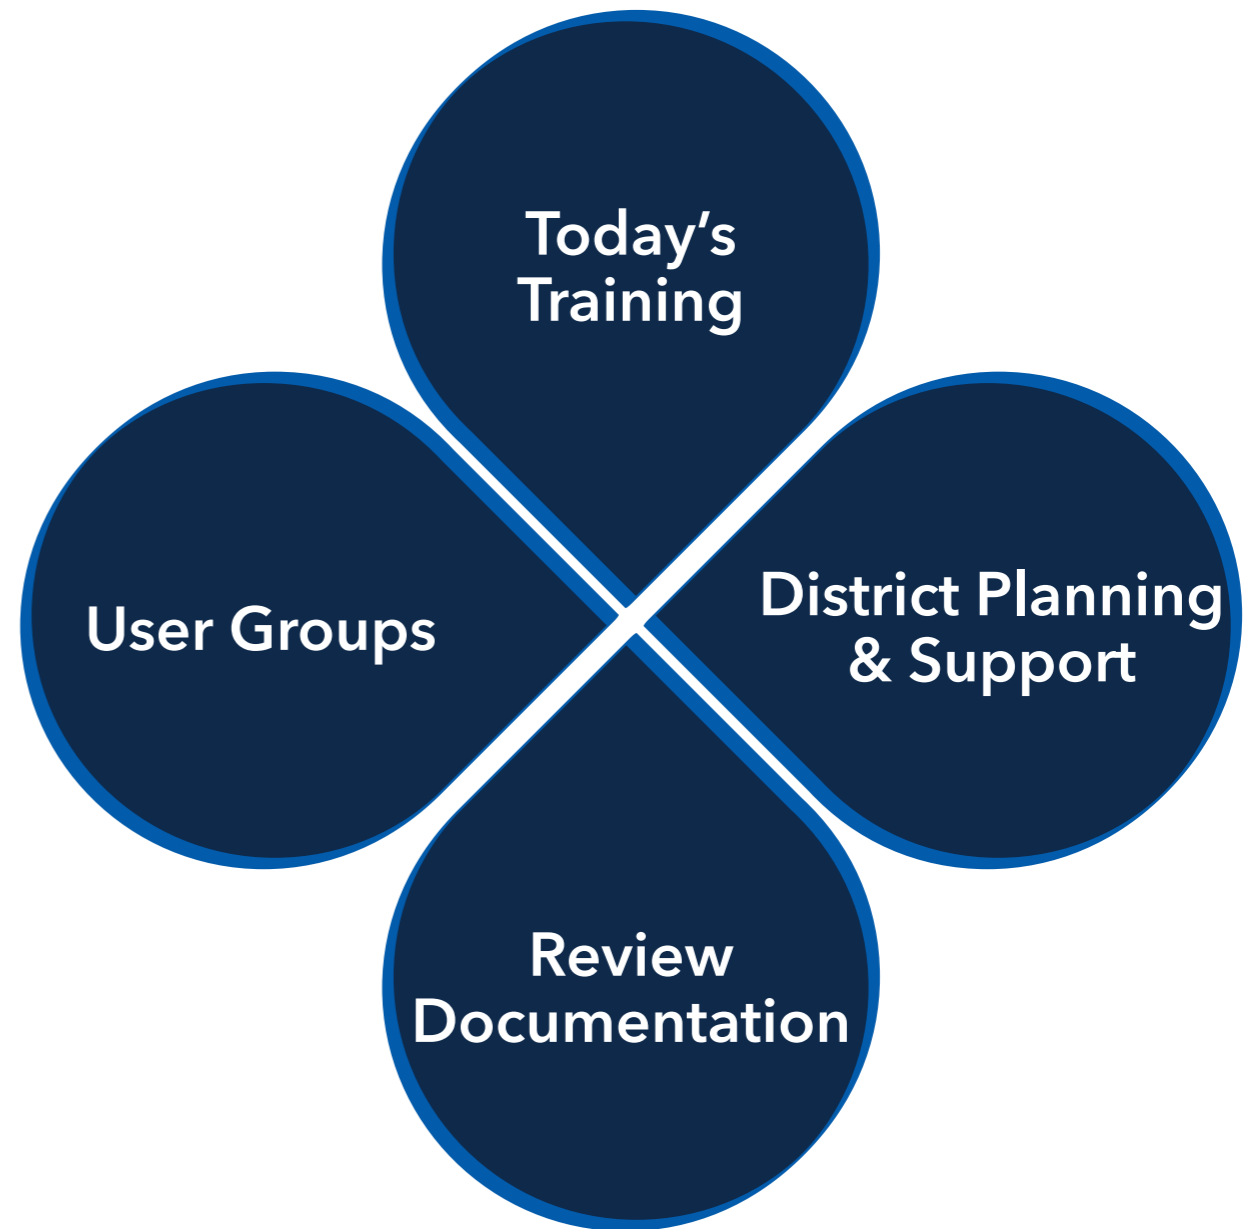 Today’s
Training
District Planning
& Support
User Groups
Review
Documentation